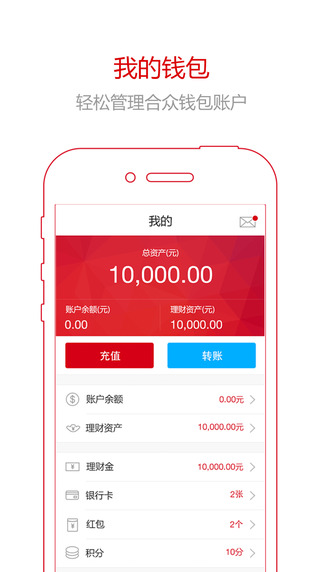 我的钱包
轻松管理合众钱包账户
我的
总资产(元)
10,000.00
账户余额(元) 理财资产(元)
0.00 10,000.00
充值 转账
账户余额 0.00元
理财资产 10,000.00元
理财金 10,000.00元
银行卡 2张
红包 2个
积分 10分